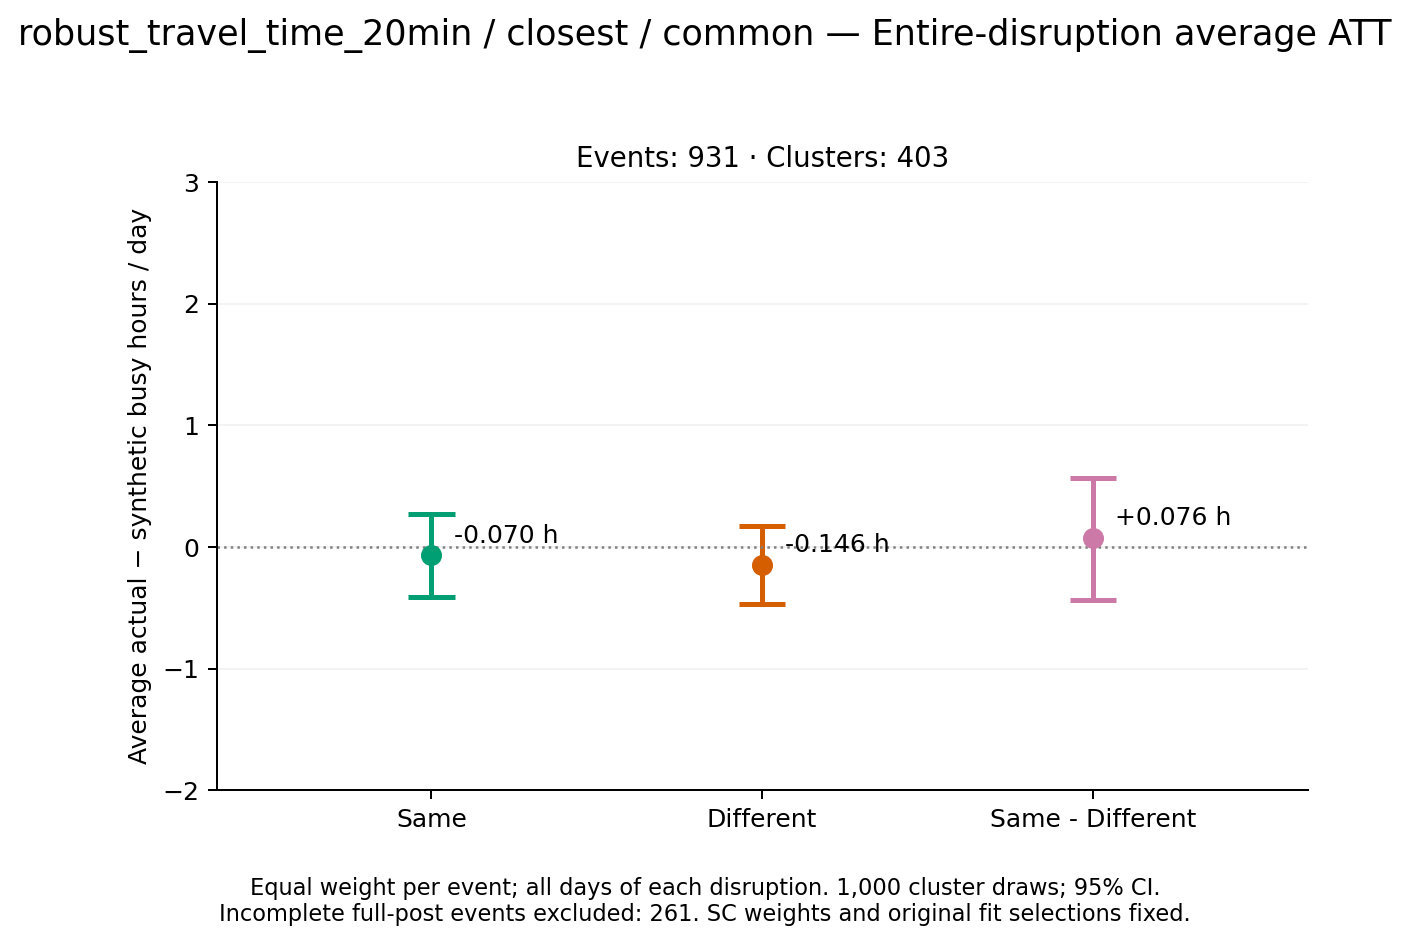 robust_travel_time_20min / closest / common — Entire-disruption average ATT
Events: 931 · Clusters: 403
Average actual − synthetic busy hours / day
3
2
1
0
−1
−2
-0.070 h
-0.146 h
+0.076 h
Same
Different
Same - Different
Equal weight per event; all days of each disruption. 1,000 cluster draws; 95% CI.
Incomplete full-post events excluded: 261. SC weights and original fit selections fixed.